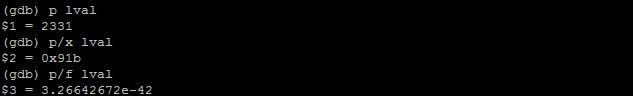 (gdb) p lval
$1 = 2331
(gdb) p/x lval
$2 = 0x91b
(gdb) p/f lval
$3 = 3.26642672e-42